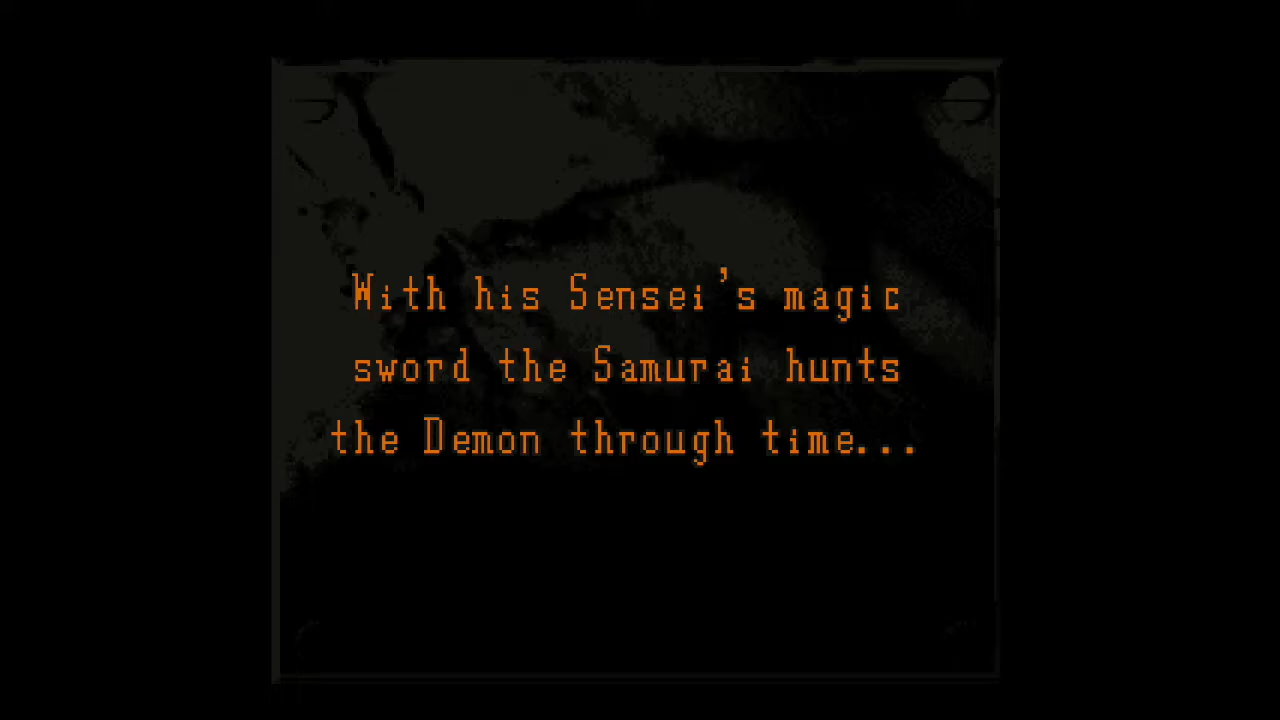 With his Sensei's magic
sword the Samurai hunts
the Demon through time...